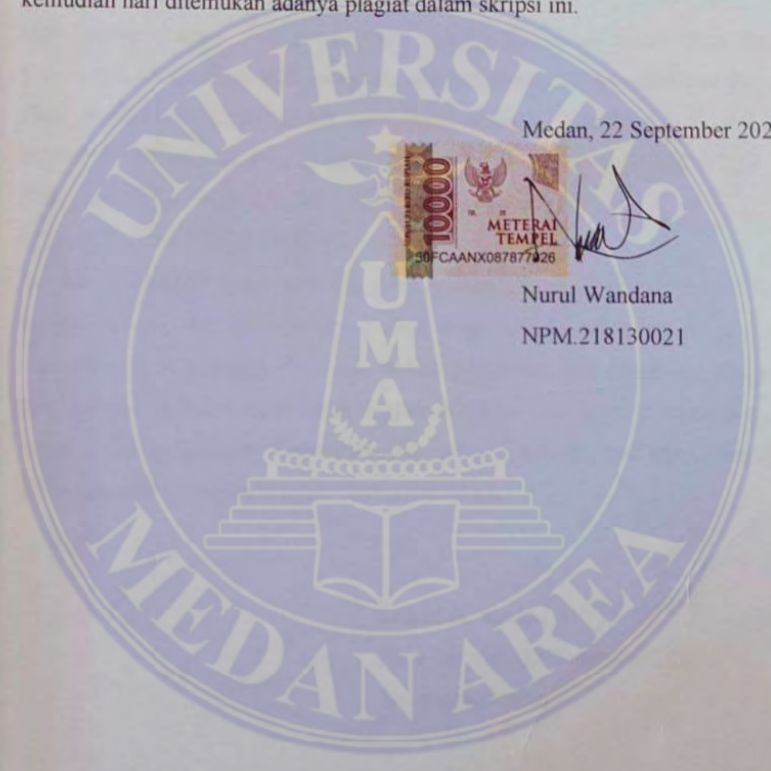 kemudian hari ditemukan adanya plagiat dalam skripsi ini.
UNIVERSITAS
Medan, 22 September 202
10000
METERAI
TEMPEL
Nurul Wandana
NPM.218130021
UMA
MEDAN AREA